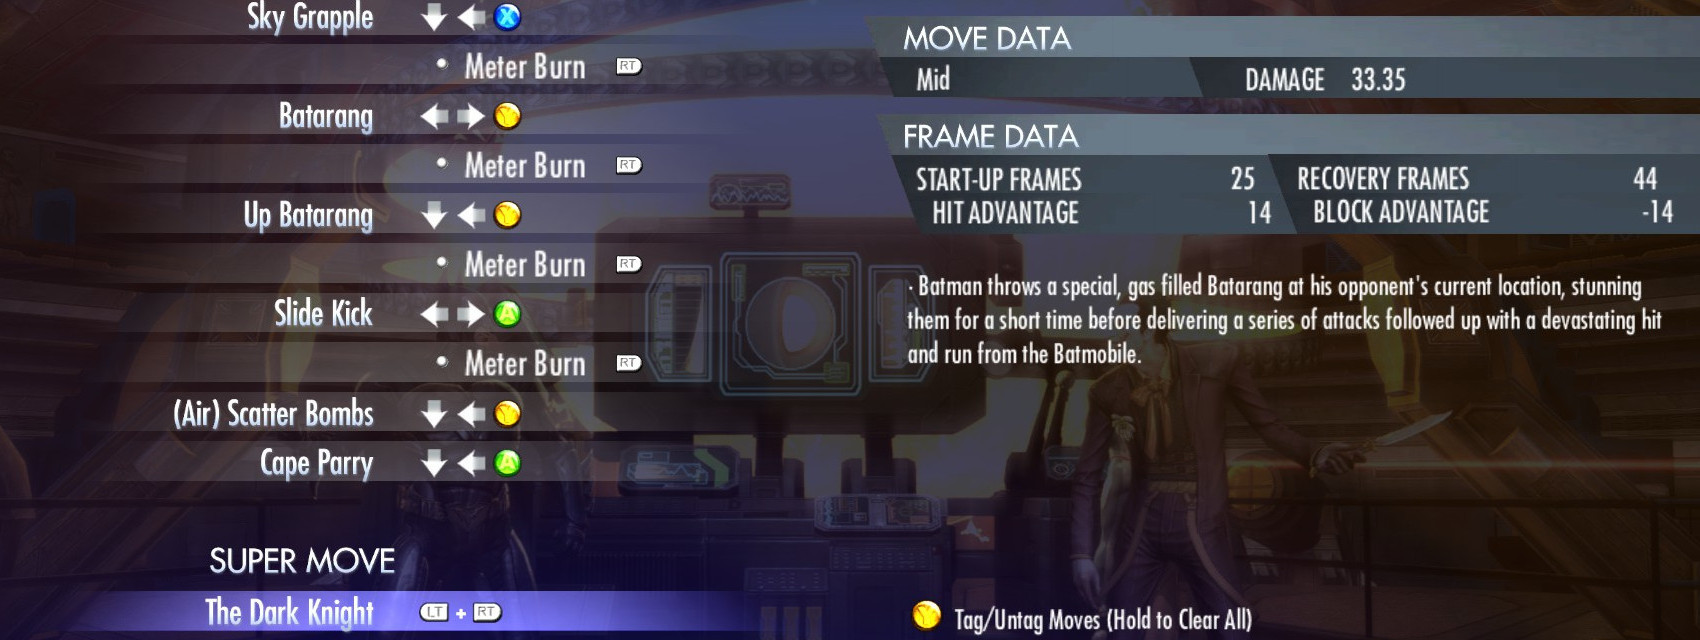 Sky Grapple X
Meter Burn RT
Batarang Y
Meter Burn RT
Up Batarang Y
Meter Burn RT
Slide Kick A
Meter Burn RT
(Air) Scatter Bombs Y
Cape Parry A
SUPER MOVE
The Dark Knight LT + RT
MOVE DATA
Mid DAMAGE 33.35
FRAME DATA
START-UP FRAMES 25 RECOVERY FRAMES 44
HIT ADVANTAGE 14 BLOCK ADVANTAGE -14
· Batman throws a special, gas filled Batarang at his opponent's current location, stunning
them for a short time before delivering a series of attacks followed up with a devastating hit
and run from the Batmobile.
Y Tag/Untag Moves (Hold to Clear All)